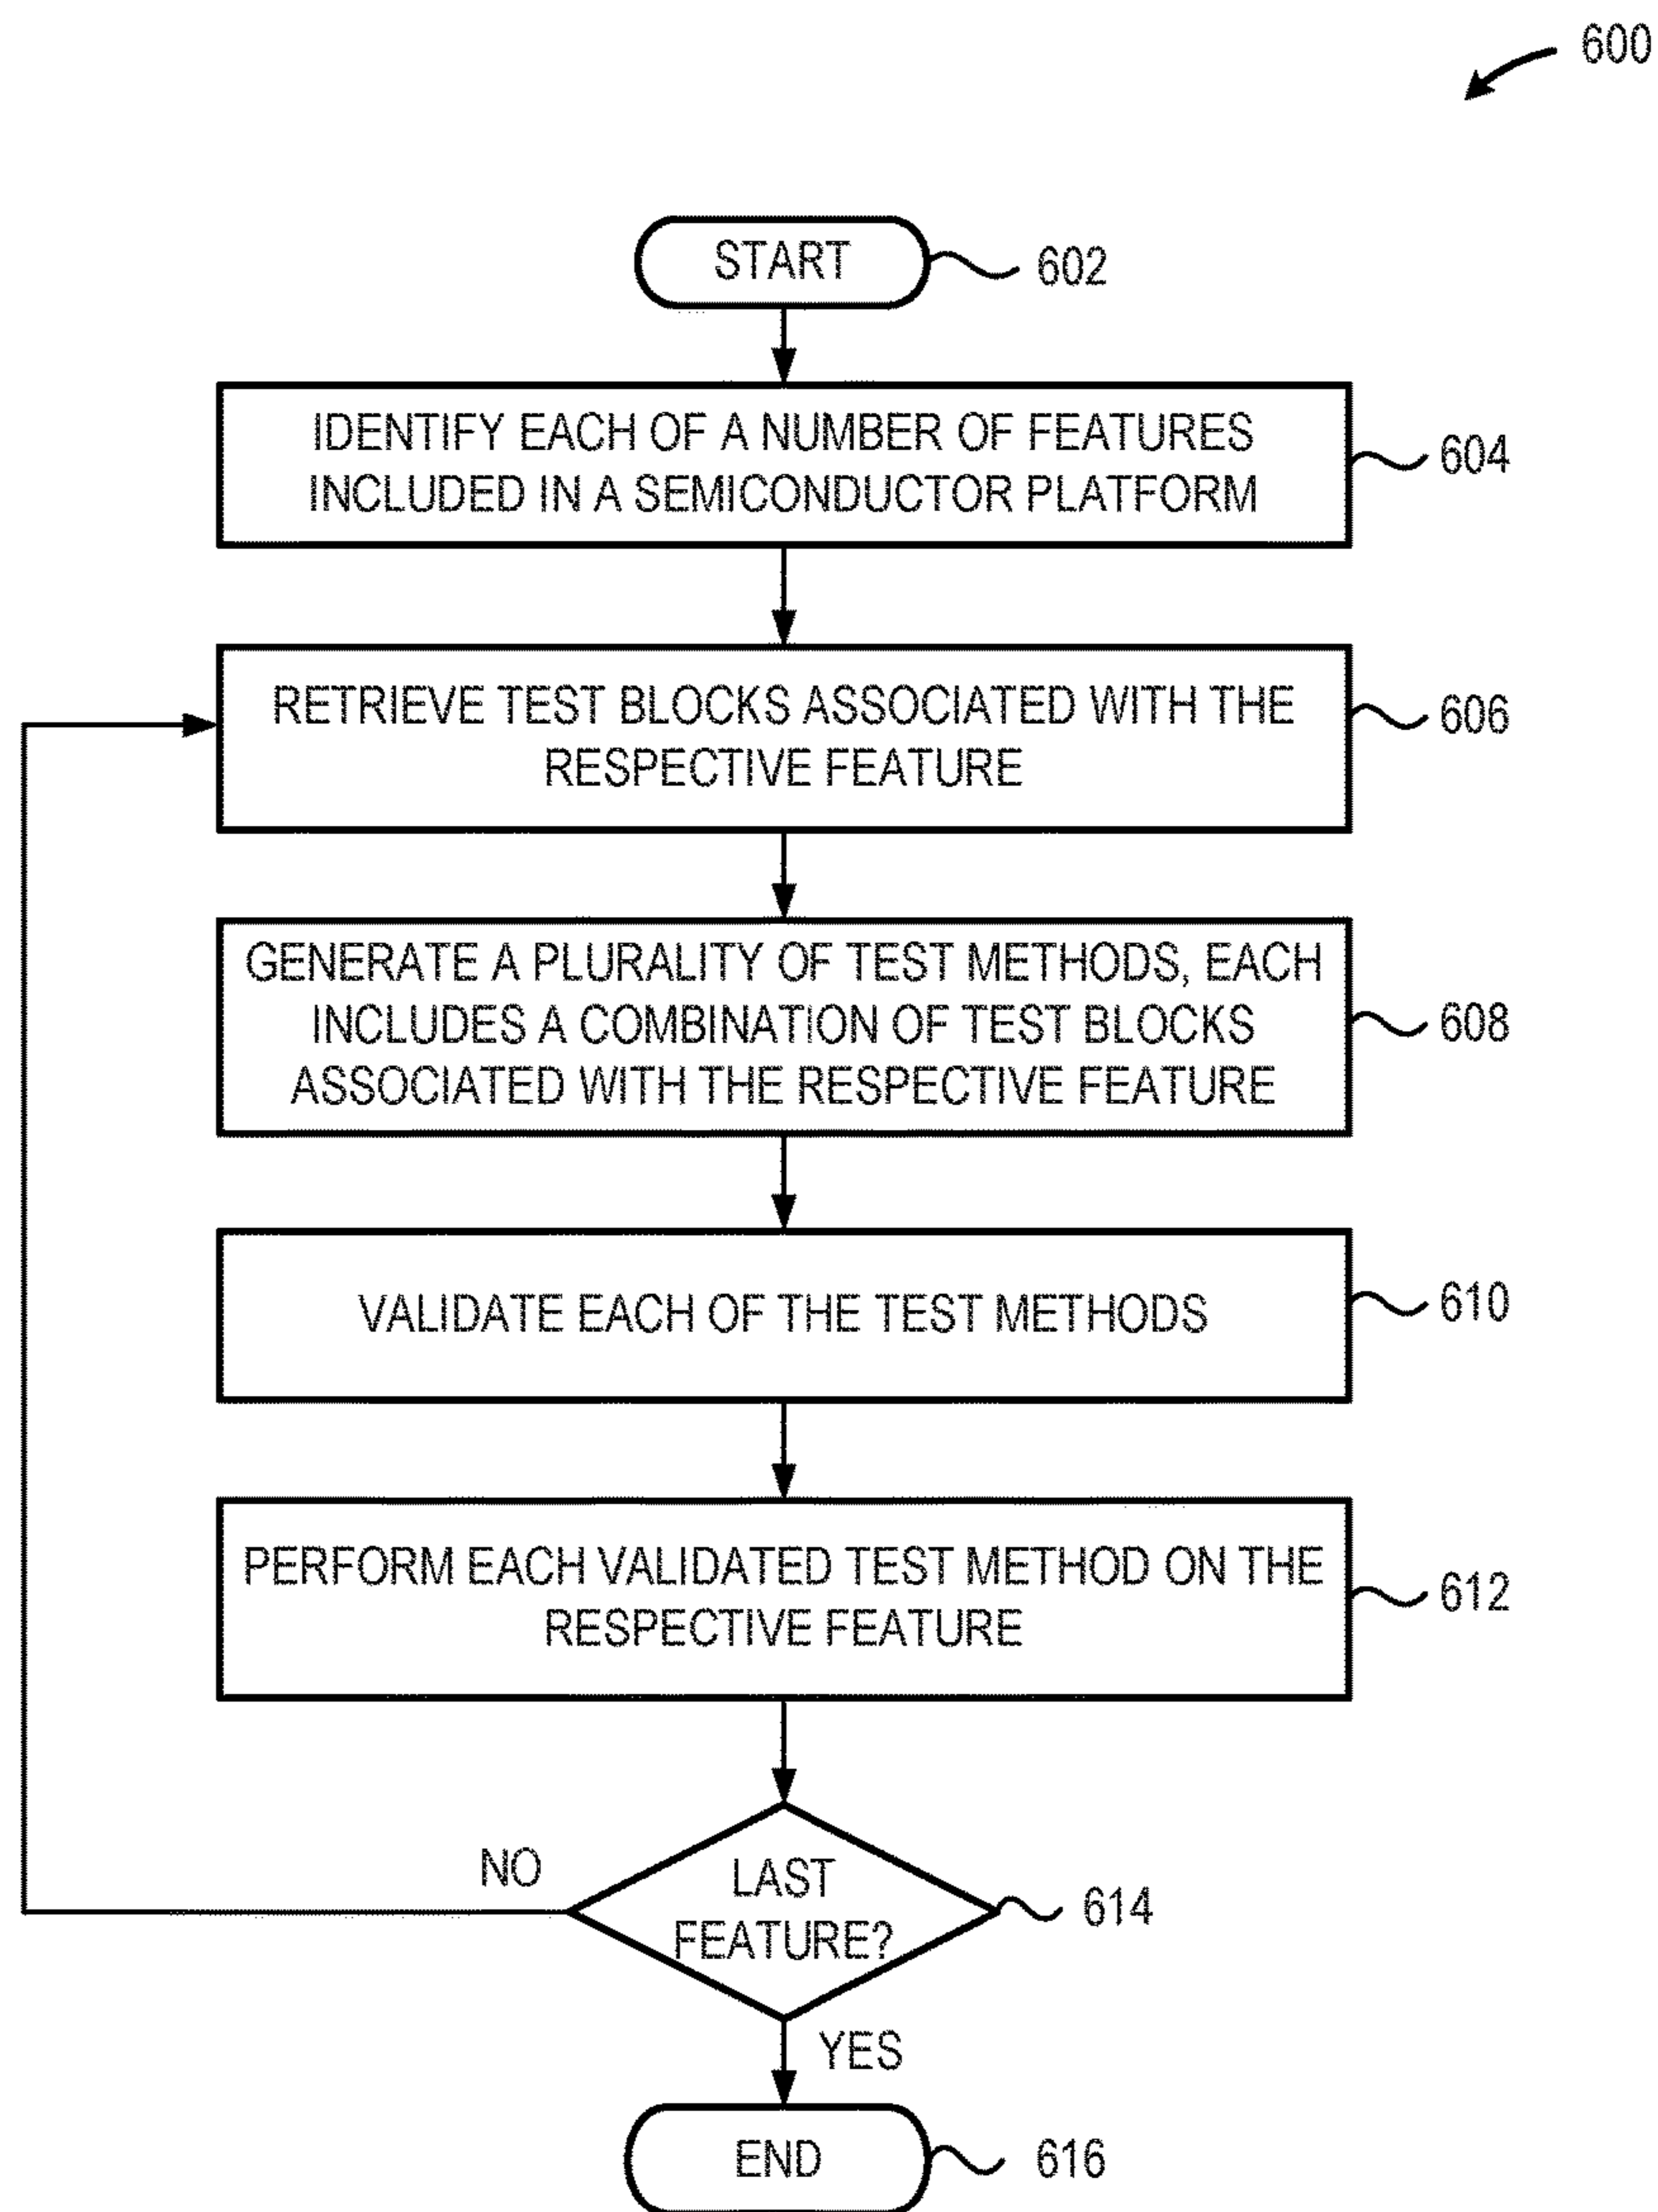 600
START
602
IDENTIFY EACH OF A NUMBER OF FEATURES
INCLUDED IN A SEMICONDUCTOR PLATFORM
604
RETRIEVE TEST BLOCKS ASSOCIATED WITH THE
RESPECTIVE FEATURE
606
GENERATE A PLURALITY OF TEST METHODS, EACH
INCLUDES A COMBINATION OF TEST BLOCKS
ASSOCIATED WITH THE RESPECTIVE FEATURE
608
VALIDATE EACH OF THE TEST METHODS
610
PERFORM EACH VALIDATED TEST METHOD ON THE
RESPECTIVE FEATURE
612
NO
LAST
FEATURE?
614
YES
END
616